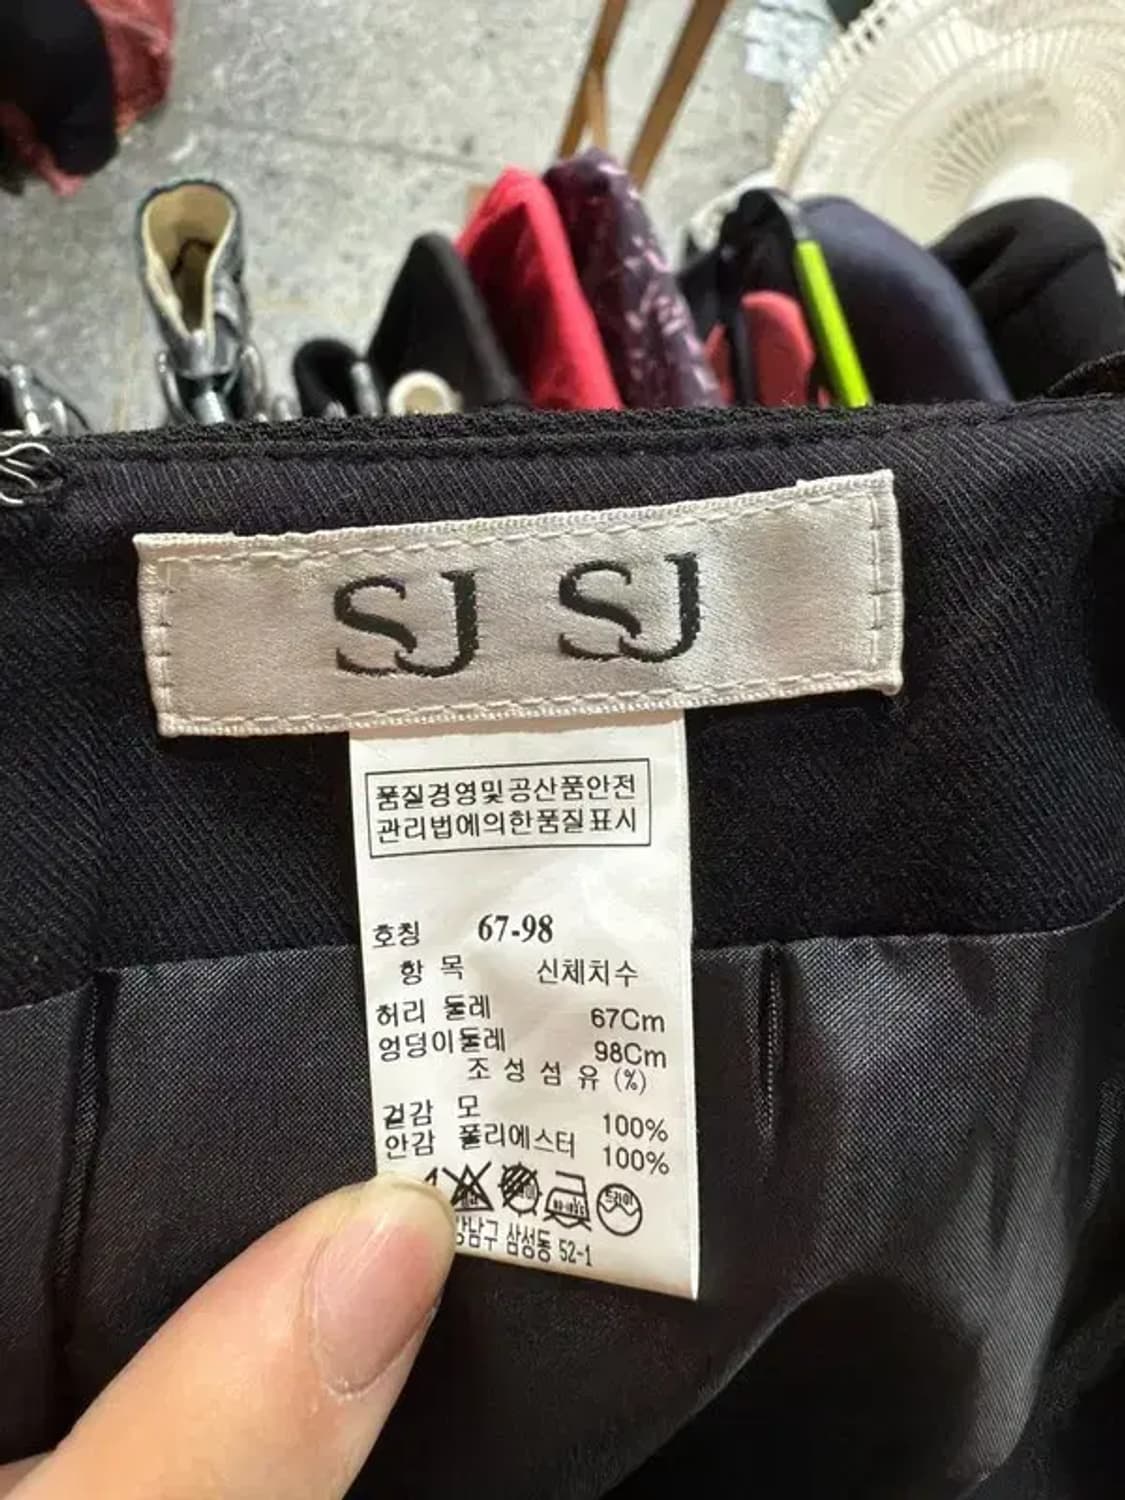 SJ SJ
품질경영및공산품안전
관리법에의한품질표시
호칭 67-98
항 목 신체치수
허리 둘레 67Cm
엉덩이둘레 98Cm
조 성 섬 유 (%)
겉감 모 100%
안감 폴리에스터 100%
드라이
강남구 삼성동 52-1